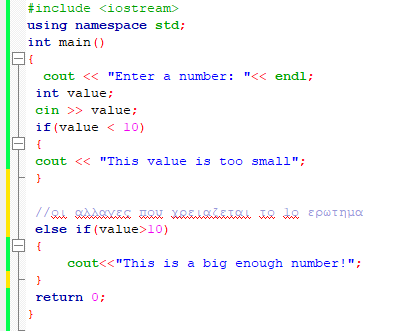 #include <iostream>
using namespace std;
int main()
{
cout << "Enter a number: "<< endl;
int value;
cin >> value;
if(value < 10)
{
cout << "This value is too small";
}
//οι αλλαγες που χρειαζεται το 1ο ερωτημα
else if(value>10)
{
cout<<"This is a big enough number!";
}
return 0;
}